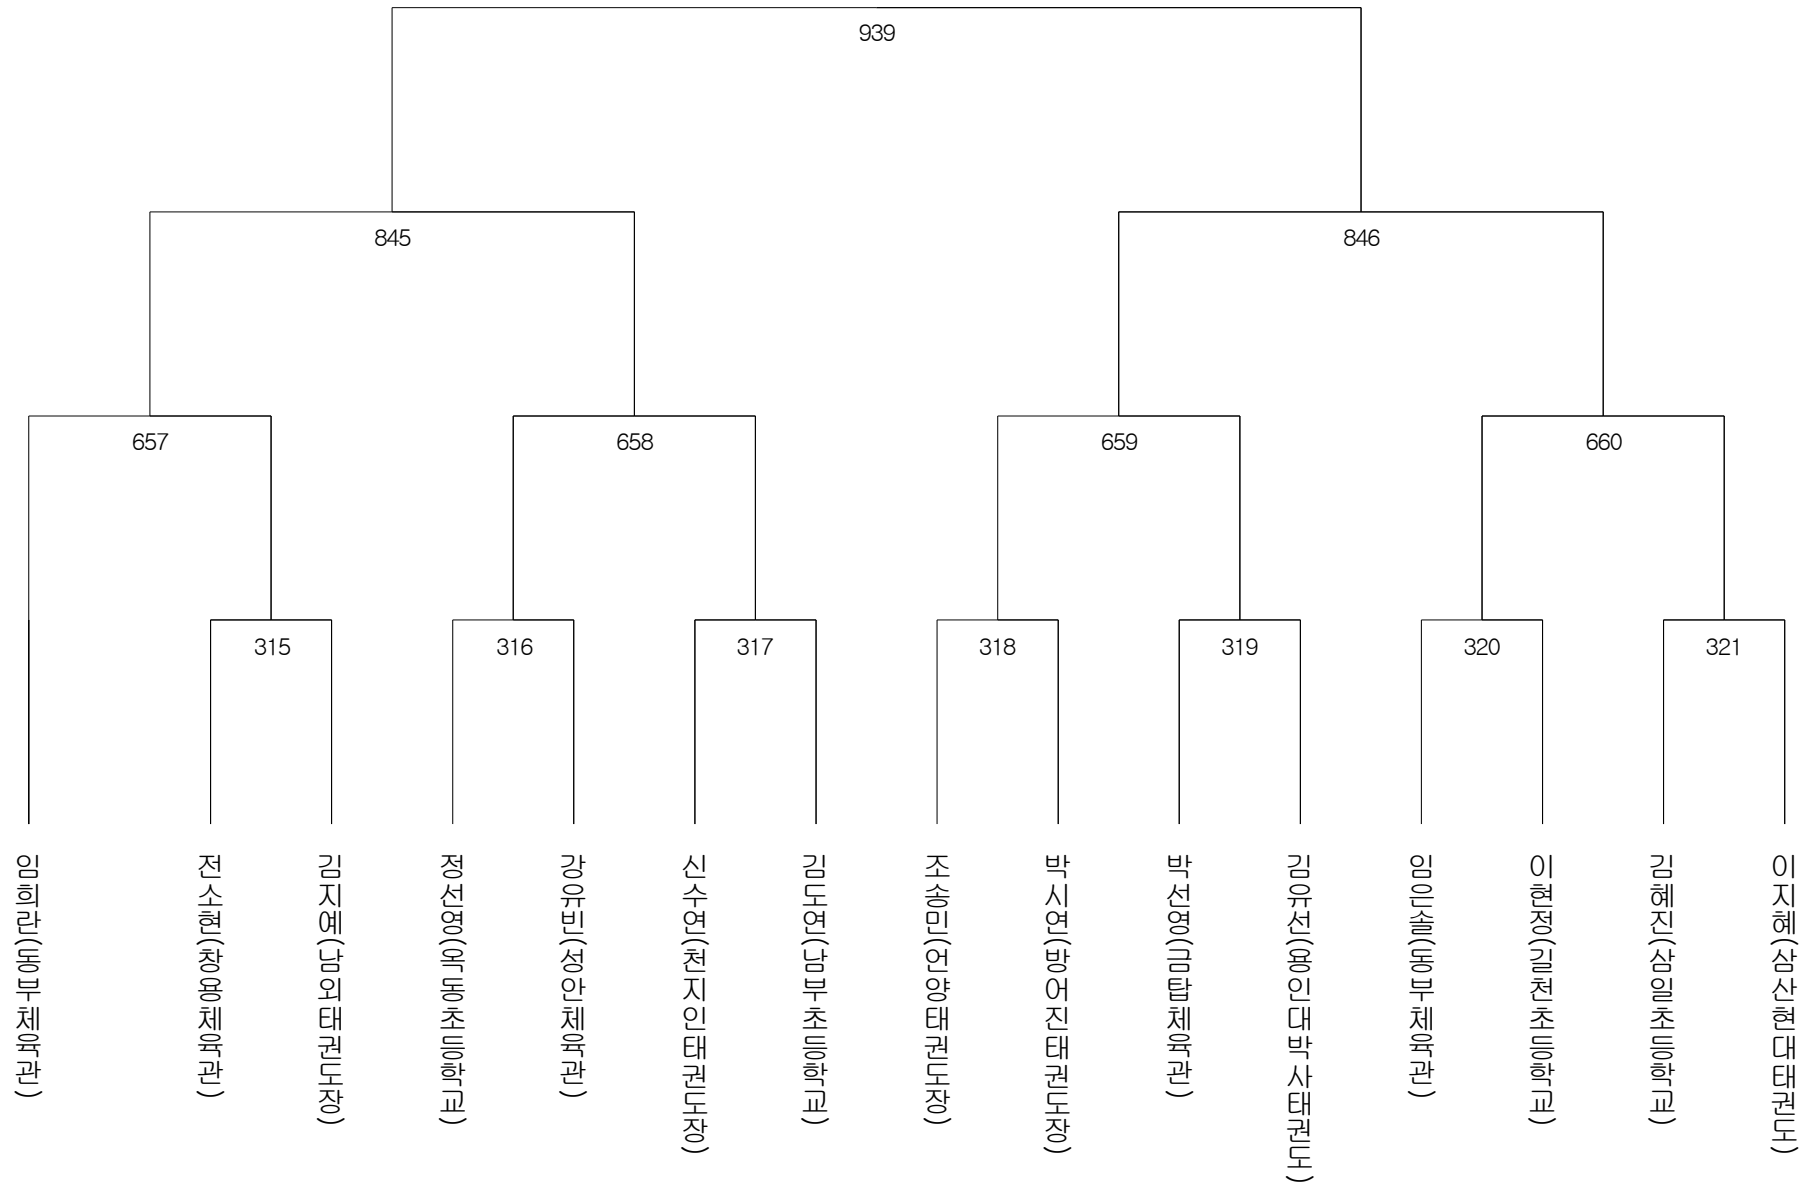 939
845
846
657
658
659
660
315
316
317
318
319
320
321
임희란(동부체육관)
전소현(창용체육관)
김지예(남외태권도장)
정선영(옥동초등학교)
강유빈(성안체육관)
신수연(천지인태권도장)
김도연(남부초등학교)
조송민(언양태권도장)
박시연(방어진태권도장)
박선영(금탑체육관)
김유선(용인대박사태권도)
임은솔(동부체육관)
이현정(길천초등학교)
김혜진(삼일초등학교)
이지혜(삼산현대태권도)